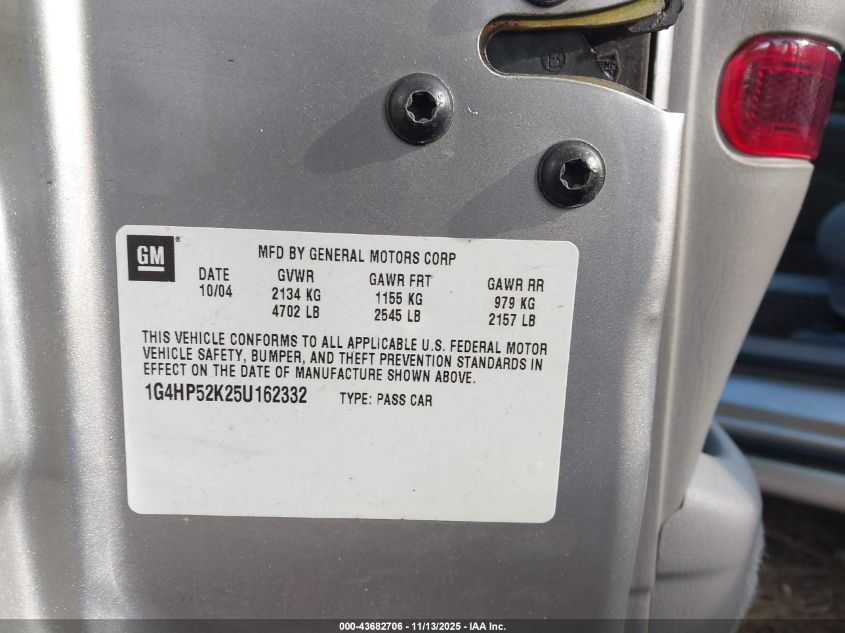 GM
®
MFD BY GENERAL MOTORS CORP
DATE GVWR GAWR FRT GAWR RR
10/04 2134 KG 1155 KG 979 KG
4702 LB 2545 LB 2157 LB
THIS VEHICLE CONFORMS TO ALL APPLICABLE U.S. FEDERAL MOTOR
VEHICLE SAFETY, BUMPER, AND THEFT PREVENTION STANDARDS IN
EFFECT ON THE DATE OF MANUFACTURE SHOWN ABOVE.
1G4HP52K25U162332 TYPE: PASS CAR
000-43682706 — 11/13/2025 — IAA Inc.